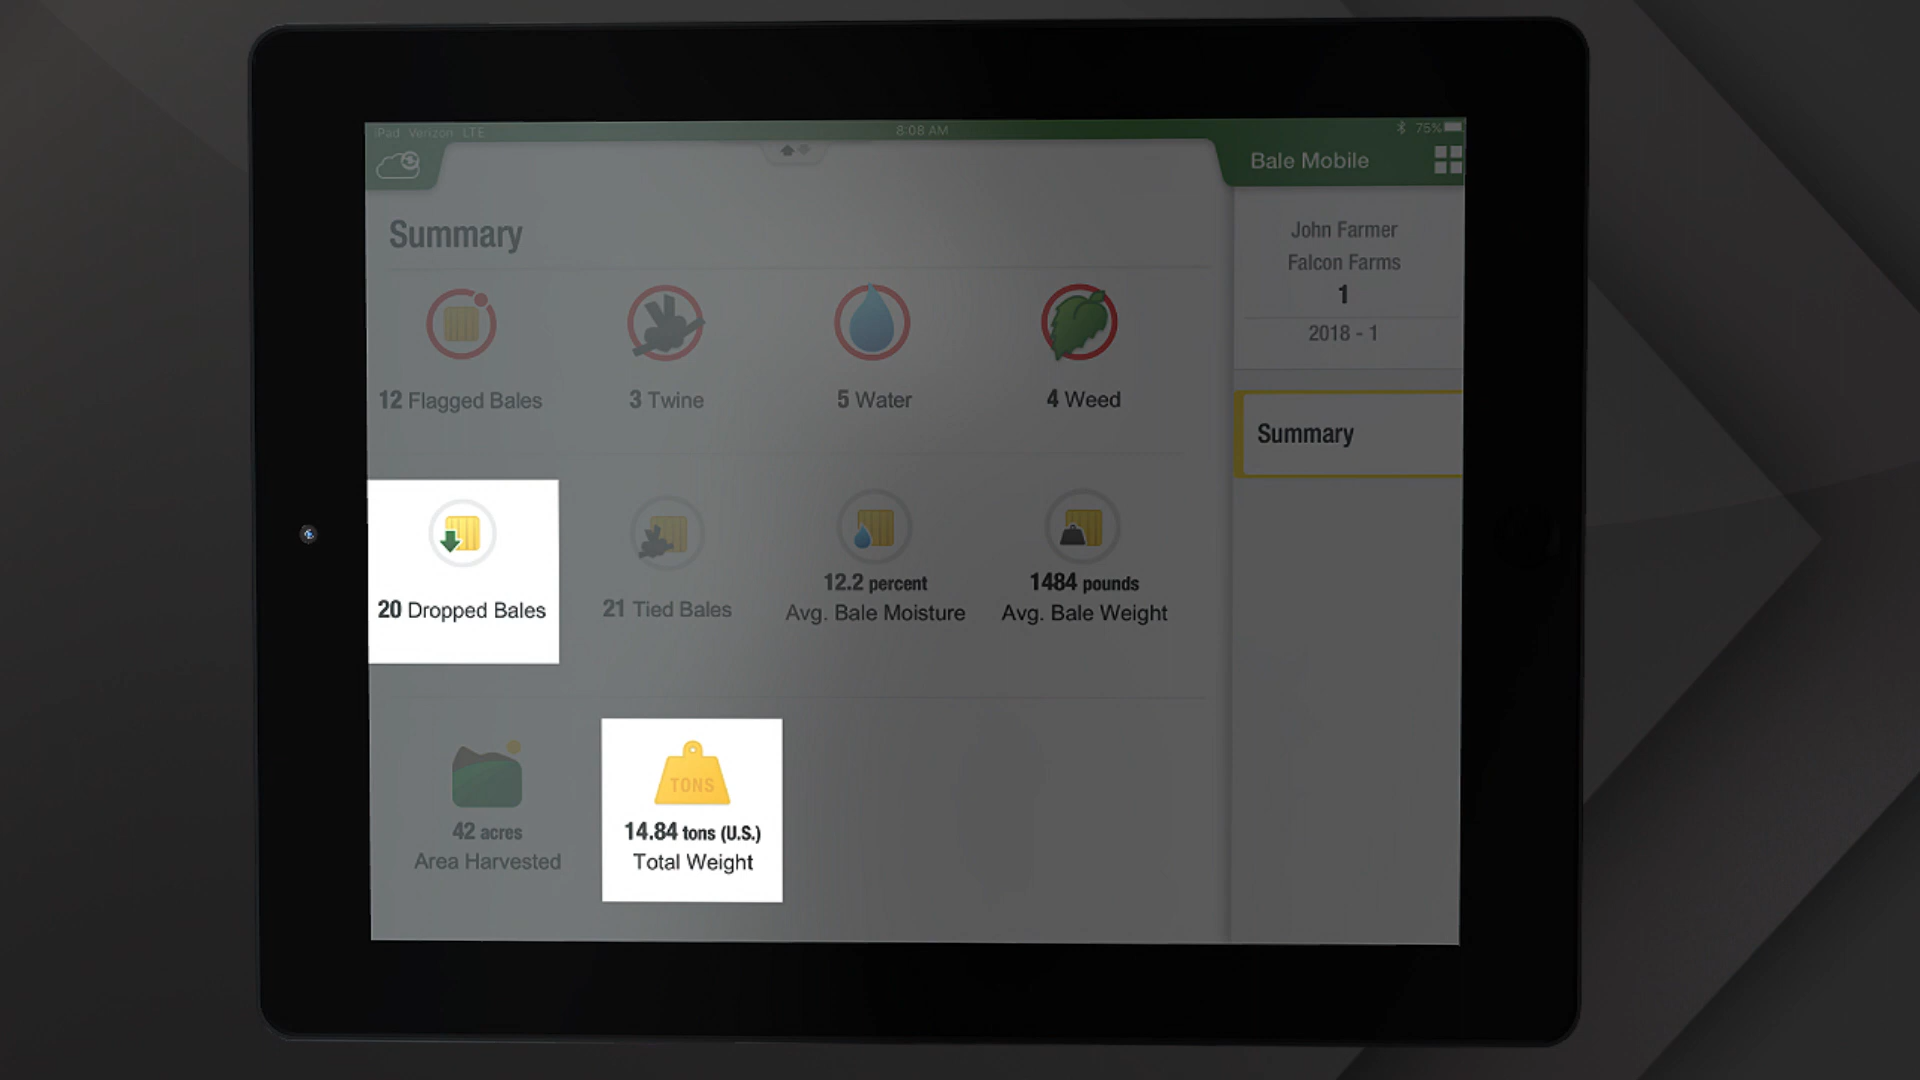 iPad Verizon LTE
8:08 AM
75%
Bale Mobile
John Farmer
Falcon Farms
1
2018 - 1
Summary
Summary
12 Flagged Bales
3 Twine
5 Water
4 Weed
20 Dropped Bales
21 Tied Bales
12.2 percent
Avg. Bale Moisture
1484 pounds
Avg. Bale Weight
42 acres
Area Harvested
TONS
14.84 tons (U.S.)
Total Weight